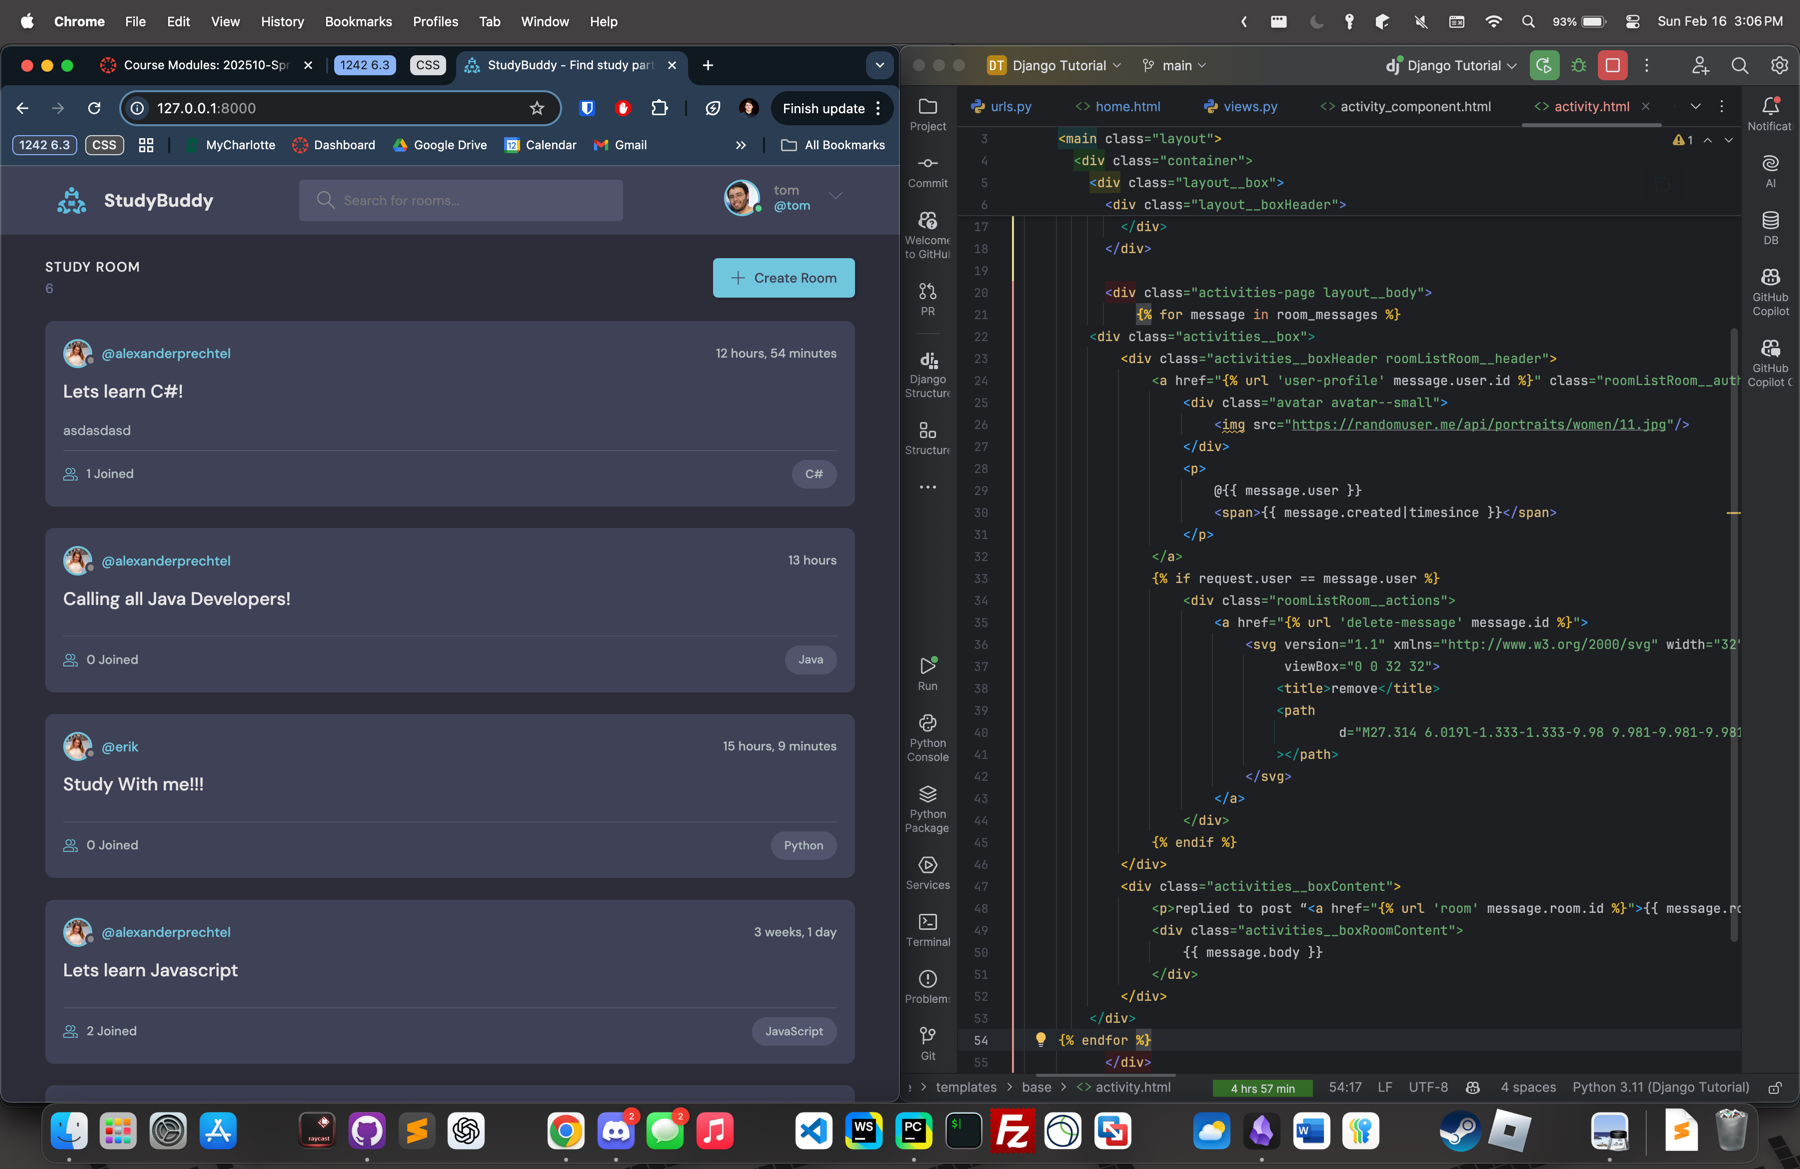 Chrome File Edit View History Bookmarks Profiles Tab Window Help
93% Sun Feb 16 3:06 PM
Course Modules: 202510-Spr
1242 6.3
CSS
StudyBuddy - Find study part
127.0.0.1:8000
Finish update
1242 6.3 CSS MyCharlotte Dashboard Google Drive Calendar Gmail » All Bookmarks
StudyBuddy
Search for rooms...
tom
@tom
STUDY ROOM
6
Create Room
@alexanderprechtel
12 hours, 54 minutes
Lets learn C#!
asdasdasd
1 Joined
C#
@alexanderprechtel
13 hours
Calling all Java Developers!
0 Joined
Java
@erik
15 hours, 9 minutes
Study With me!!!
0 Joined
Python
@alexanderprechtel
3 weeks, 1 day
Lets learn Javascript
2 Joined
JavaScript
DT Django Tutorial main
dj Django Tutorial
Project
Commit
Welcome
to GitHu
PR
Django
Structure
Structure
Run
Python
Console
Python
Package
Services
Terminal
Problem
Git
urls.py <> home.html views.py <> activity_component.html <> activity.html
1
3 <main class="layout">
4 <div class="container">
5 <div class="layout__box">
6 <div class="layout__boxHeader">
17 </div>
18 </div>
19
20 <div class="activities-page layout__body">
21 {% for message in room_messages %}
22 <div class="activities__box">
23 <div class="activities__boxHeader roomListRoom__header">
24 <a href="{% url 'user-profile' message.user.id %}" class="roomListRoom__auth
25 <div class="avatar avatar--small">
26 <img src="https://randomuser.me/api/portraits/women/11.jpg"/>
27 </div>
28 <p>
29 @{{ message.user }}
30 <span>{{ message.created|timesince }}</span>
31 </p>
32 </a>
33 {% if request.user == message.user %}
34 <div class="roomListRoom__actions">
35 <a href="{% url 'delete-message' message.id %}">
36 <svg version="1.1" xmlns="http://www.w3.org/2000/svg" width="32"
37 viewBox="0 0 32 32">
38 <title>remove</title>
39 <path
40 d="M27.314 6.019l-1.333-1.333-9.98 9.981-9.981-9.981
41 ></path>
42 </svg>
43 </a>
44 </div>
45 {% endif %}
46 </div>
47 <div class="activities__boxContent">
48 <p>replied to post “<a href="{% url 'room' message.room.id %}">{{ message.ro
49 <div class="activities__boxRoomContent">
50 {{ message.body }}
51 </div>
52 </div>
53 </div>
54 {% endfor %}
55 </div>
Notificat
AI
DB
GitHub
Copilot
GitHub
Copilot C
templates > base > <> activity.html
4 hrs 57 min 54:17 LF UTF-8 4 spaces Python 3.11 (Django Tutorial)
raycast
2
2
WS
PC
$|
Fz
W